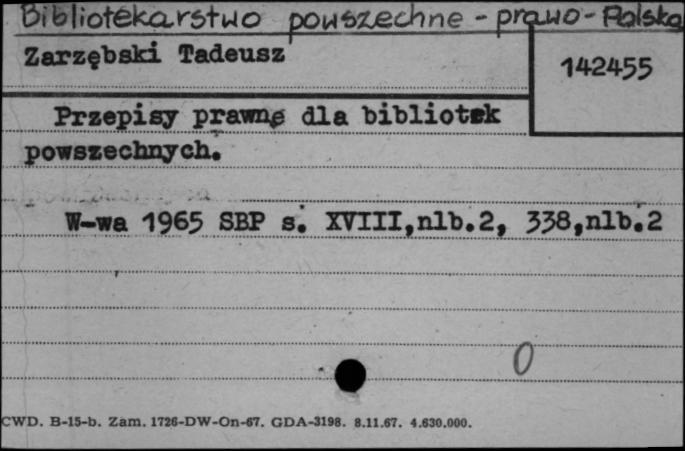 Bibliotekarstwo powszechne - prawo - Polska
Zarzębski Tadeusz
142455
Przepisy prawne dla bibliotek
powszechnych.
W-wa 1965 SBP s. XVIII,nlb.2, 338,nlb.2
0
CWD. B-15-b. Zam. 1726-DW-On-67. GDA-3198. 8.11.67. 4.630.000.